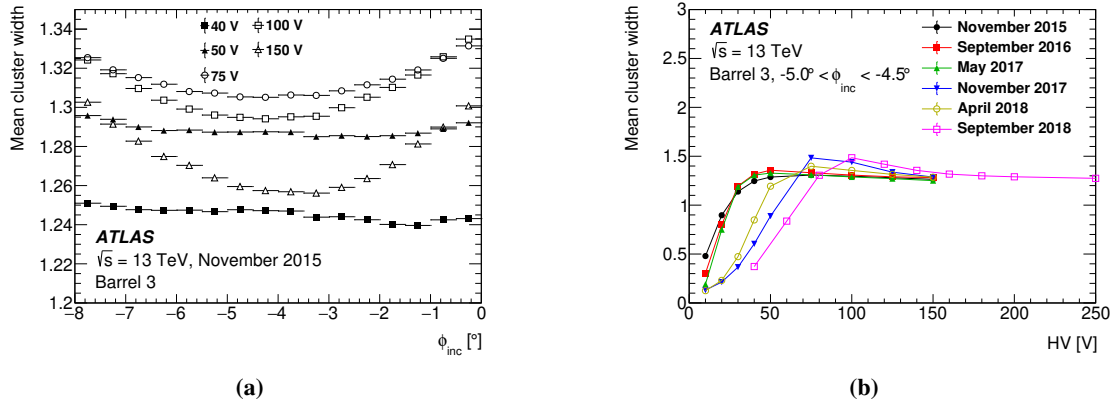 Mean cluster width
1.34
1.32
1.3
1.28
1.26
1.24
1.22
1.2
40 V
100 V
50 V
150 V
75 V
ATLAS
√s = 13 TeV, November 2015
Barrel 3
−8 −7 −6 −5 −4 −3 −2 −1 0
ϕinc [°]
(a)
Mean cluster width
3
2.5
2
1.5
1
0.5
0
ATLAS
√s = 13 TeV
Barrel 3, -5.0° < ϕinc < -4.5°
November 2015
September 2016
May 2017
November 2017
April 2018
September 2018
0 50 100 150 200 250
HV [V]
(b)